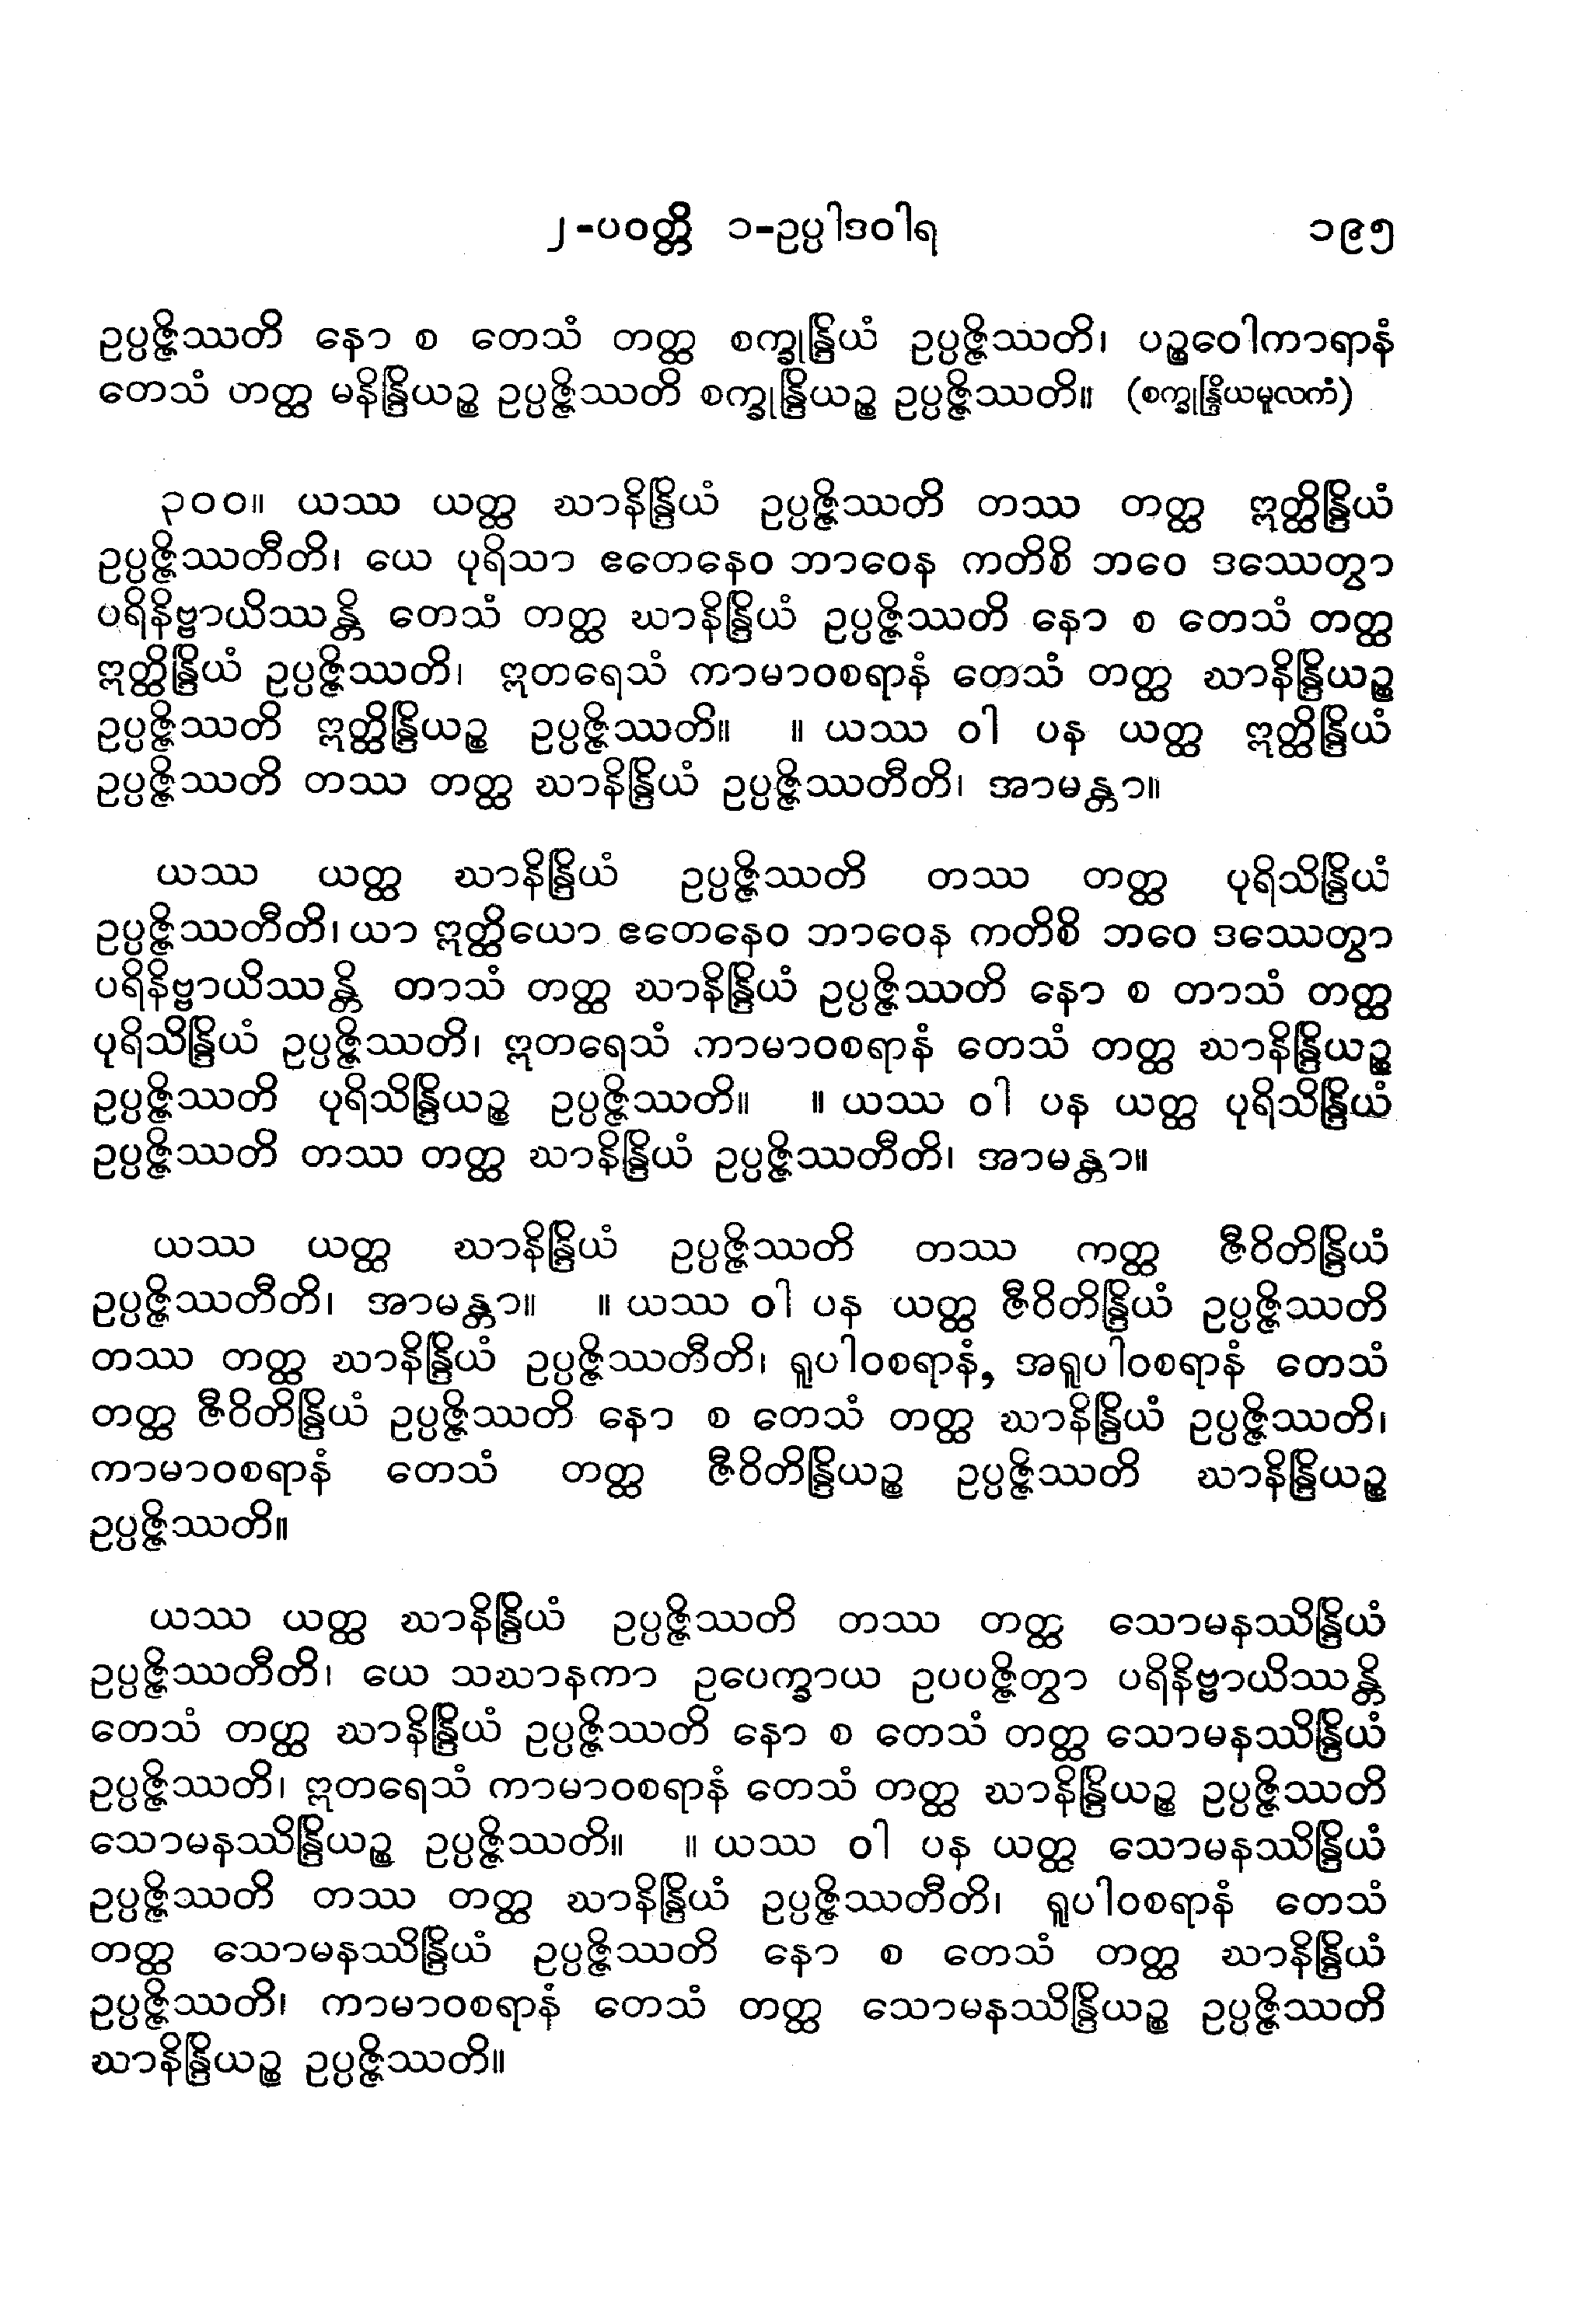 ၂-ပဝတ္တိ ၁-ဥပ္ပါဒဝါရ ၁၉၅
ဥပ္ပဇ္ဇိဿတိ နော စ တေသံ တတ္ထ စက္ခုန္ဒြိယံ ဥပ္ပဇ္ဇိဿတိ၊ ပဉ္စဝေါကာရာနံ
တေသံ တတ္ထ မနိန္ဒြိယဉ္စ ဥပ္ပဇ္ဇိဿတိ စက္ခုန္ဒြိယဉ္စ ဥပ္ပဇ္ဇိဿတိ။ (စက္ခုန္ဒြိယမူလကံ)
၃၀၀။ ယဿ ယတ္ထ ဃာနိန္ဒြိယံ ဥပ္ပဇ္ဇိဿတိ တဿ တတ္ထ ဣတ္ထိန္ဒြိယံ
ဥပ္ပဇ္ဇိဿတီတိ၊ ယေ ပုရိသာ ဧတေနေဝ ဘာဝေန ကတိစိ ဘဝေ ဒဿေတွာ
ပရိနိဗ္ဗာယိဿန္တိ တေသံ တတ္ထ ဃာနိန္ဒြိယံ ဥပ္ပဇ္ဇိဿတိ နော စ တေသံ တတ္ထ
ဣတ္ထိန္ဒြိယံ ဥပ္ပဇ္ဇိဿတိ၊ ဣတရေသံ ကာမာဝစရာနံ တေသံ တတ္ထ ဃာနိန္ဒြိယဉ္စ
ဥပ္ပဇ္ဇိဿတိ ဣတ္ထိန္ဒြိယဉ္စ ဥပ္ပဇ္ဇိဿတိ။ ။ ယဿ ဝါ ပန ယတ္ထ ဣတ္ထိန္ဒြိယံ
ဥပ္ပဇ္ဇိဿတိ တဿ တတ္ထ ဃာနိန္ဒြိယံ ဥပ္ပဇ္ဇိဿတီတိ၊ အာမန္တာ။
ယဿ ယတ္ထ ဃာနိန္ဒြိယံ ဥပ္ပဇ္ဇိဿတိ တဿ တတ္ထ ပုရိသိန္ဒြိယံ
ဥပ္ပဇ္ဇိဿတီတိ၊ ယာ ဣတ္ထိယော ဧတေနေဝ ဘာဝေန ကတိစိ ဘဝေ ဒဿေတွာ
ပရိနိဗ္ဗာယိဿန္တိ တာသံ တတ္ထ ဃာနိန္ဒြိယံ ဥပ္ပဇ္ဇိဿတိ နော စ တာသံ တတ္ထ
ပုရိသိန္ဒြိယံ ဥပ္ပဇ္ဇိဿတိ၊ ဣတရေသံ ကာမာဝစရာနံ တေသံ တတ္ထ ဃာနိန္ဒြိယဉ္စ
ဥပ္ပဇ္ဇိဿတိ ပုရိသိန္ဒြိယဉ္စ ဥပ္ပဇ္ဇိဿတိ။ ။ ယဿ ဝါ ပန ယတ္ထ ပုရိသိန္ဒြိယံ
ဥပ္ပဇ္ဇိဿတိ တဿ တတ္ထ ဃာနိန္ဒြိယံ ဥပ္ပဇ္ဇိဿတီတိ၊ အာမန္တာ။
ယဿ ယတ္ထ ဃာနိန္ဒြိယံ ဥပ္ပဇ္ဇိဿတိ တဿ ကတ္ထ ဇီဝိတိန္ဒြိယံ
ဥပ္ပဇ္ဇိဿတီတိ၊ အာမန္တာ။ ။ ယဿ ဝါ ပန ယတ္ထ ဇီဝိတိန္ဒြိယံ ဥပ္ပဇ္ဇိဿတိ
တဿ တတ္ထ ဃာနိန္ဒြိယံ ဥပ္ပဇ္ဇိဿတီတိ၊ ရူပါဝစရာနံ, အရူပါဝစရာနံ တေသံ
တတ္ထ ဇီဝိတိန္ဒြိယံ ဥပ္ပဇ္ဇိဿတိ နော စ တေသံ တတ္ထ ဃာနိန္ဒြိယံ ဥပ္ပဇ္ဇိဿတိ၊
ကာမာဝစရာနံ တေသံ တတ္ထ ဇီဝိတိန္ဒြိယဉ္စ ဥပ္ပဇ္ဇိဿတိ ဃာနိန္ဒြိယဉ္စ
ဥပ္ပဇ္ဇိဿတိ။
ယဿ ယတ္ထ ဃာနိန္ဒြိယံ ဥပ္ပဇ္ဇိဿတိ တဿ တတ္ထ သောမနဿိန္ဒြိယံ
ဥပ္ပဇ္ဇိဿတီတိ၊ ယေ သဃာနကာ ဥပေက္ခာယ ဥပပဇ္ဇိတွာ ပရိနိဗ္ဗာယိဿန္တိ
တေသံ တတ္ထ ဃာနိန္ဒြိယံ ဥပ္ပဇ္ဇိဿတိ နော စ တေသံ တတ္ထ သောမနဿိန္ဒြိယံ
ဥပ္ပဇ္ဇိဿတိ၊ ဣတရေသံ ကာမာဝစရာနံ တေသံ တတ္ထ ဃာနိန္ဒြိယဉ္စ ဥပ္ပဇ္ဇိဿတိ
သောမနဿိန္ဒြိယဉ္စ ဥပ္ပဇ္ဇိဿတိ။ ။ ယဿ ဝါ ပန ယတ္ထ သောမနဿိန္ဒြိယံ
ဥပ္ပဇ္ဇိဿတိ တဿ တတ္ထ ဃာနိန္ဒြိယံ ဥပ္ပဇ္ဇိဿတီတိ၊ ရူပါဝစရာနံ တေသံ
တတ္ထ သောမနဿိန္ဒြိယံ ဥပ္ပဇ္ဇိဿတိ နော စ တေသံ တတ္ထ ဃာနိန္ဒြိယံ
ဥပ္ပဇ္ဇိဿတိ၊ ကာမာဝစရာနံ တေသံ တတ္ထ သောမနဿိန္ဒြိယဉ္စ ဥပ္ပဇ္ဇိဿတိ
ဃာနိန္ဒြိယဉ္စ ဥပ္ပဇ္ဇိဿတိ။